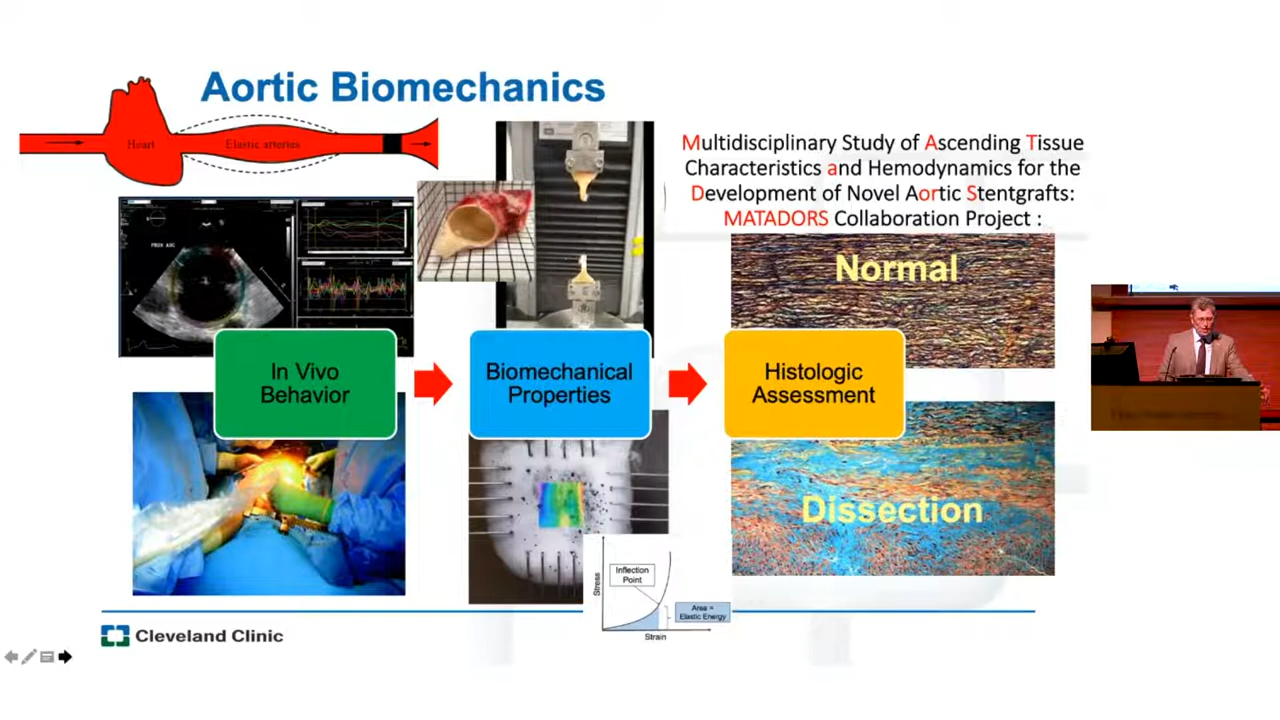 Aortic Biomechanics
Heart
Elastic arteries
Multidisciplinary Study of Ascending Tissue
Characteristics and Hemodynamics for the
Development of Novel Aortic Stentgrafts:
MATADORS Collaboration Project :
PROX ASC
Normal
In Vivo
Behavior
Biomechanical
Properties
Histologic
Assessment
Dissection
Inflection
Point
Stress
Area =
Elastic Energy
Strain
Cleveland Clinic